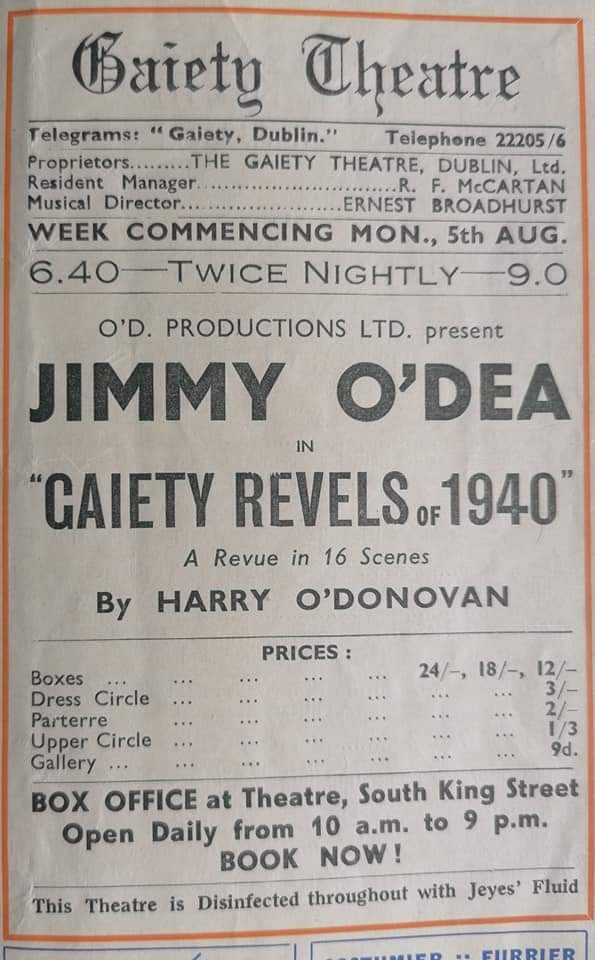 Gaiety Theatre
Telegrams: "Gaiety, Dublin." Telephone 22205/6
Proprietors.........THE GAIETY THEATRE, DUBLIN, Ltd.
Resident Manager..............................R. F. McCARTAN
Musical Director.........................ERNEST BROADHURST
WEEK COMMENCING MON., 5th AUG.
6.40—TWICE NIGHTLY—9.0
O'D. PRODUCTIONS LTD. present
JIMMY O'DEA
IN
"GAIETY REVELS OF 1940"
A Revue in 16 Scenes
By HARRY O'DONOVAN
PRICES :
Boxes ... ... ... ... ... 24/–, 18/–, 12/–
Dress Circle ... ... ... ... ... ... 3/–
Parterre ... ... ... ... ... ... 2/–
Upper Circle ... ... ... ... ... ... 1/3
Gallery ... ... ... ... ... ... ... 9d.
BOX OFFICE at Theatre, South King Street
Open Daily from 10 a.m. to 9 p.m.
BOOK NOW!
This Theatre is Disinfected throughout with Jeyes' Fluid
COSTUMIER :: FURRIER